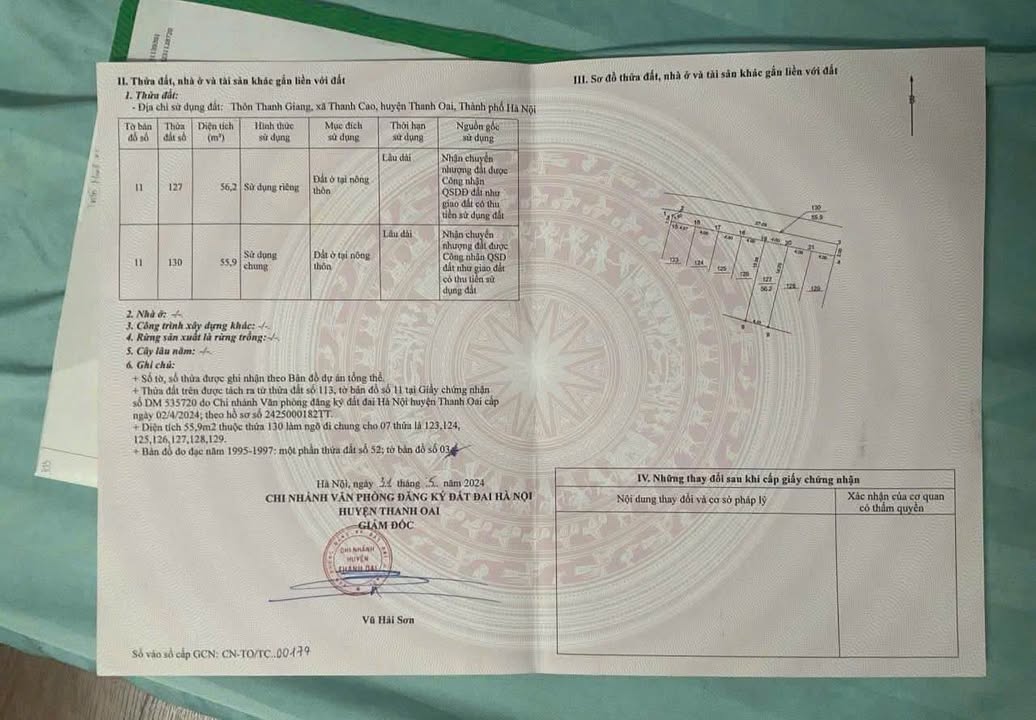 II. Thửa đất, nhà ở và tài sản khác gắn liền với đất
1. Thửa đất:
- Địa chỉ sử dụng đất: Thôn Thanh Giang, xã Thanh Cao, huyện Thanh Oai, Thành phố Hà Nội
Tờ bản đồ số | Thửa đất số | Diện tích (m²) | Hình thức sử dụng | Mục đích sử dụng | Thời hạn sử dụng | Nguồn gốc sử dụng
11 | 127 | 56,2 | Sử dụng riêng | Đất ở tại nông thôn | Lâu dài | Nhận chuyển nhượng đất được Công nhận QSDĐ đất như giao đất có thu tiền sử dụng đất
11 | 130 | 55,9 | Sử dụng chung | Đất ở tại nông thôn | Lâu dài | Nhận chuyển nhượng đất được Công nhận QSD đất như giao đất có thu tiền sử dụng đất
2. Nhà ở: -/-.
3. Công trình xây dựng khác: -/-.
4. Rừng sản xuất là rừng trồng: -/-.
5. Cây lâu năm: -/-.
6. Ghi chú:
+ Số tờ, số thửa được ghi nhận theo Bản đồ dự án tổng thể.
+ Thửa đất trên được tách ra từ thửa đất số 113, tờ bản đồ số 11 tại Giấy chứng nhận
số DM 535720 do Chi nhánh Văn phòng đăng ký đất đai Hà Nội huyện Thanh Oai cấp
ngày 02/4/2024; theo hồ sơ số 2425000182TT.
+ Diện tích 55,9m2 thuộc thửa 130 làm ngõ đi chung cho 07 thửa là 123,124,
125,126,127,128,129.
+ Bản đồ đo đạc năm 1995-1997: một phần thửa đất số 52; tờ bản đồ số 03
Hà Nội, ngày 31 tháng 5 năm 2024
CHI NHÁNH VĂN PHÒNG ĐĂNG KÝ ĐẤT ĐAI HÀ NỘI
HUYỆN THANH OAI
GIÁM ĐỐC
CHI NHÁNH
HUYỆN
THANH OAI
Vũ Hải Sơn
Số vào sổ cấp GCN: CN-TO/TC.00179
III. Sơ đồ thửa đất, nhà ở và tài sản khác gắn liền với đất
B
130
55.9
123
124
125
126
127
56.2
128
129
IV. Những thay đổi sau khi cấp giấy chứng nhận
Nội dung thay đổi và cơ sở pháp lý | Xác nhận của cơ quan có thẩm quyền